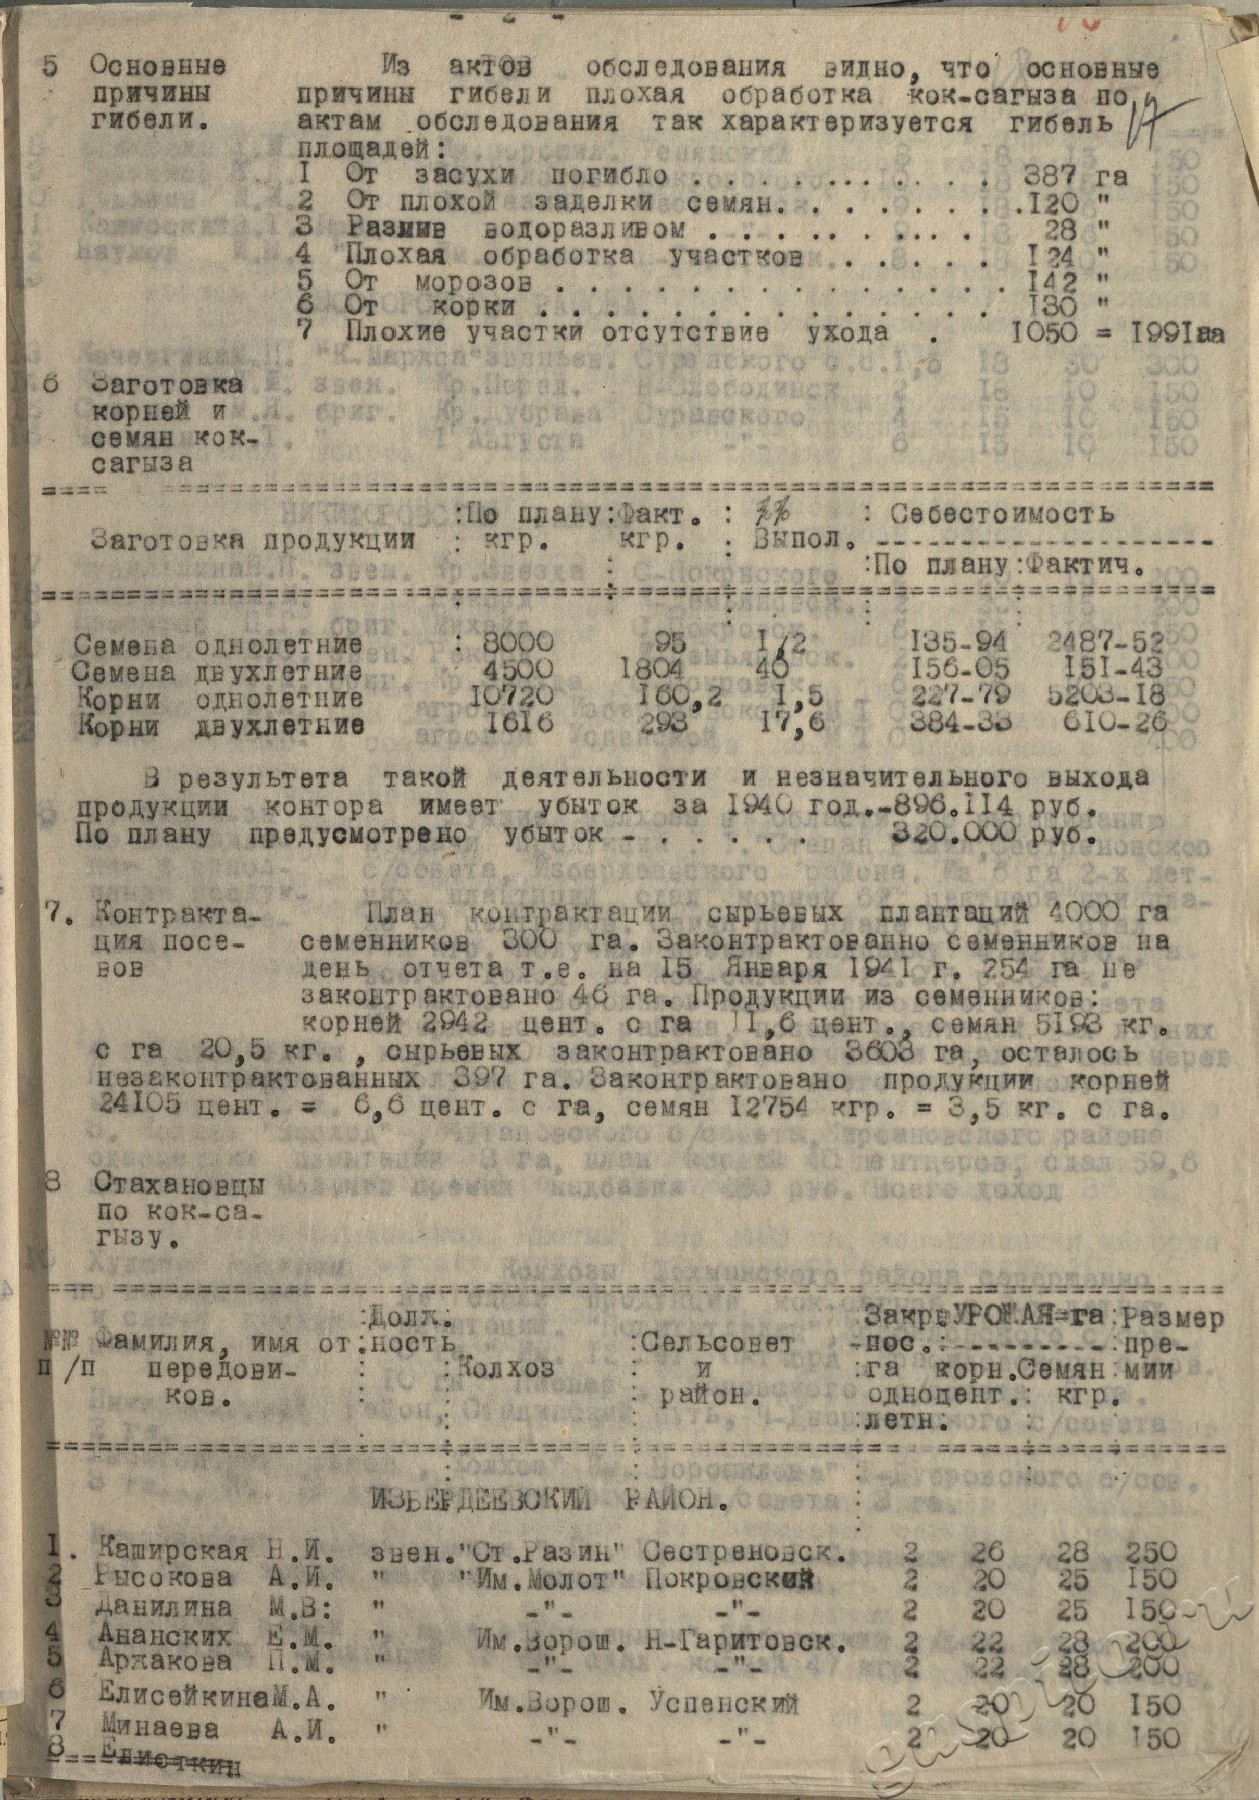 - 2 -
17
5 Основные Из актов обследования видно, что основные
причины причины гибели плохая обработка кок-сагыза по
гибели. актам обследования так характеризуется гибель
площадей:
1 От засухи погибло . . . . . . . . . . . 387 га
2 От плохой заделки семян. . . . . . . . .120 "
3 Размыв водоразливом . . . . . . . . . 28 "
4 Плохая обработка участков . . . . . . 124 "
5 От морозов . . . . . . . . . . . . . . 142 "
6 От корки . . . . . . . . . . . . . . . 130 "
7 Плохие участки отсутствие ухода . 1050 = 1991га
6 Заготовка
корней и
семян кок-
сагыза
:По плану:Факт. : %% : Себестоимость
Заготовка продукции : кгр. кгр. : Выпол.
:По плану:Фактич.
Семена однолетние : 8000 95 1,2 135-94 2487-52
Семена двухлетние 4500 1804 40 156-05 151-43
Корни однолетние 10720 160,2 1,5 227-79 5203-18
Корни двухлетние 1616 293 17,6 384-33 610-26
В результета такой деятельности и незначительного выхода
продукции контора имеет убыток за 1940 год.-896.114 руб.
По плану предусмотрено убыток - . . . . . 320.000 руб.
7. Контракта- План контрактации сырьевых плантаций 4000 га
ция посе- семенников 300 га. Законтрактованно семенников на
вов день отчета т.е. на 15 Января 1941 г. 254 га не
законтрактовано 46 га. Продукции из семенников:
корней 2942 цент. с га 11,6 цент., семян 5193 кг.
с га 20,5 кг. , сырьевых законтрактовано 3603 га, осталось
незаконтрактованных 397 га. Законтрактовано продукции корней
24105 цент. = 6,6 цент. с га, семян 12754 кгр. = 3,5 кг. с га.
8 Стахановцы
по кок-са-
гызу.
:Долж. Закр УРОЖАЯ=га :Размер
№№ Фамилия, имя от:ность :Сельсовет -пос.:---------:пре-
п/п передови- : :Колхоз : и :га корн.Семян мии
ков. : : : район. одноцент.: кгр.
:летн:
ИЗБЕРДЕЕВСКИЙ РАЙОН.
1. Каширская Н.И. звен."Ст.Разин" Сестреновск. 2 26 28 250
2 Рысокова А.И. " "Им.Молот" Покровский 2 20 25 150
3 Данилина М.В: " -"- -"- 2 20 25 150
4 Ананских Е.М. " Им.Ворош. Н-Гаритовск. 2 22 28 200
5 Аржакова П.М. " -"- -"- 2 22 28 200
6 ЕлисейкинаМ.А. " Им.Ворош. Успенский 2 20 20 150
7 Минаева А.И. " -"- -"- 2 20 20 150
8 Елисткин